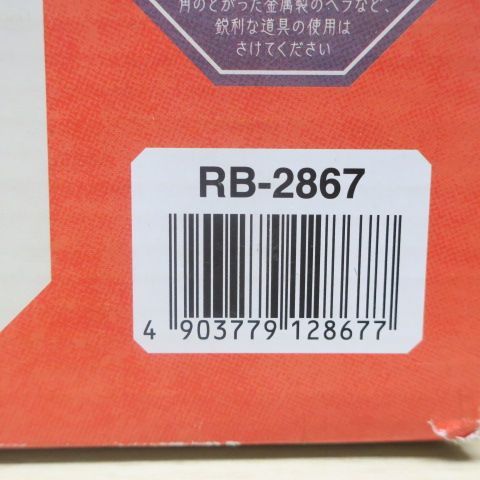 角のとがった金属製のヘラなど、
鋭利な道具の使用は
さけてください
RB-2867
4 903779 128677